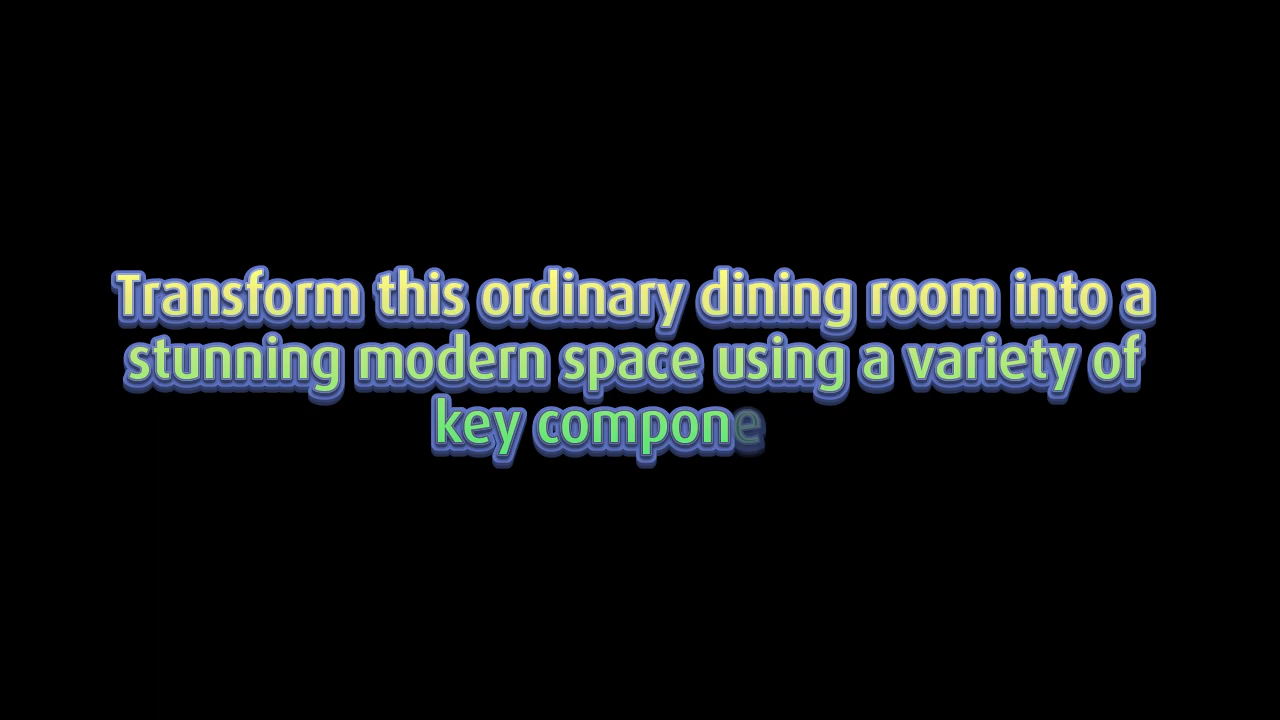 Transform this ordinary dining room into a
stunning modern space using a variety of
key compone